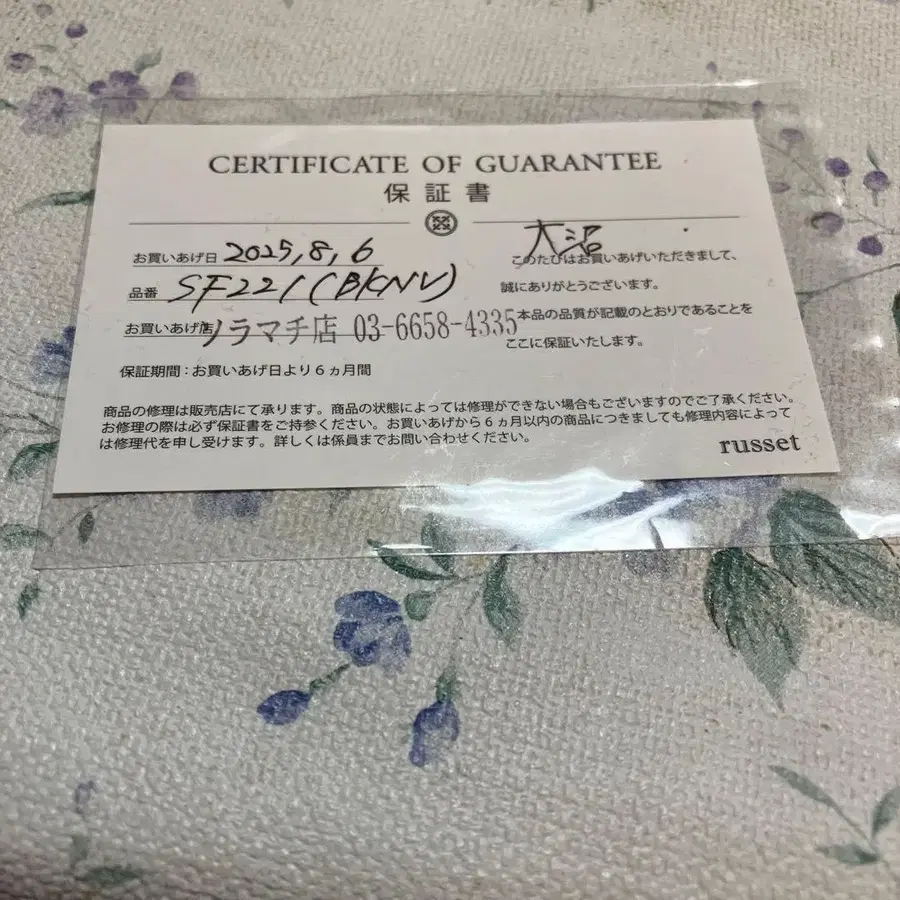 CERTIFICATE OF GUARANTEE
保証書
お買いあげ日 2025,8,6
品番 SF221(BKNV)
お買いあげ店 ソラマチ店 03-6658-4335
保証期間：お買いあげ日より6ヵ月間
大沼
このたびはお買いあげいただきまして、
誠にありがとうございます。
本品の品質が記載のとおりであることを
ここに保証いたします。
商品の修理は販売店にて承ります。商品の状態によっては修理ができない場合もございますのでご了承ください。
お修理の際は必ず保証書をご持参ください。お買いあげから6ヵ月以内の商品につきましても修理内容によって
は修理代を申し受けます。詳しくは係員までお問い合わせください。
russet